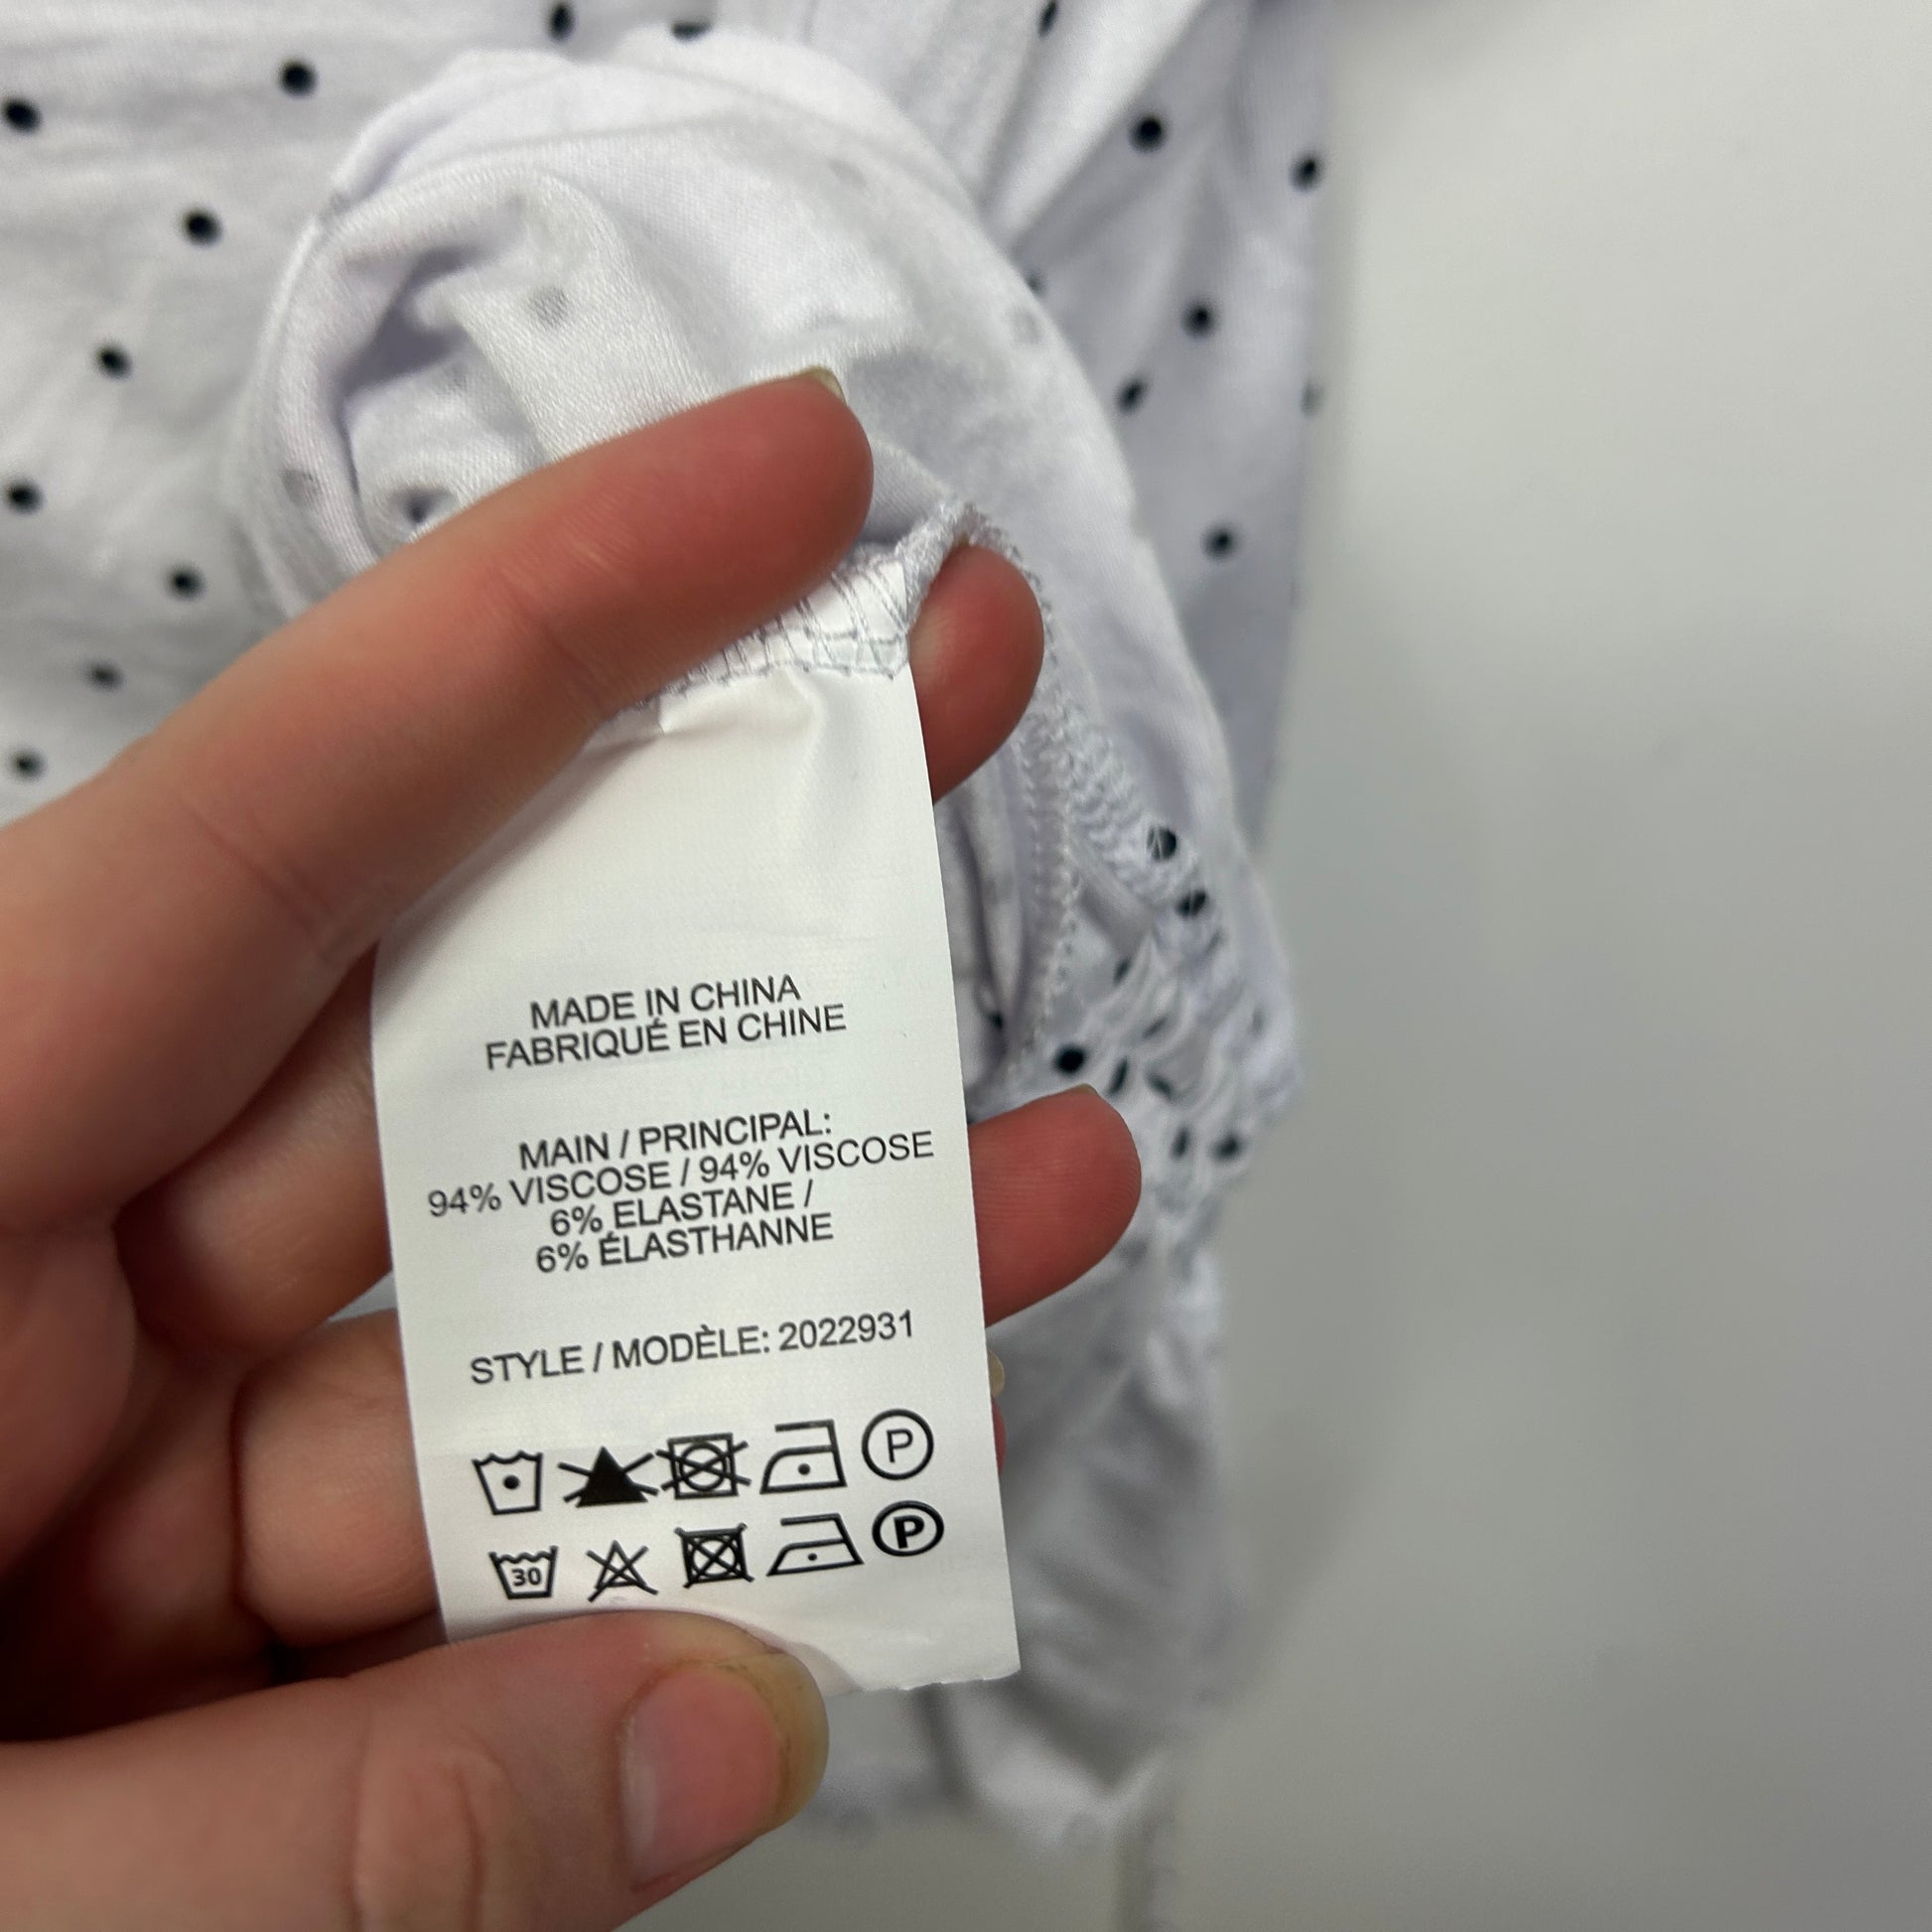 MADE IN CHINA
FABRIQUÉ EN CHINE
MAIN / PRINCIPAL:
94% VISCOSE / 94% VISCOSE
6% ELASTANE /
6% ÉLASTHANNE
STYLE / MODÈLE: 2022931
P
30 P